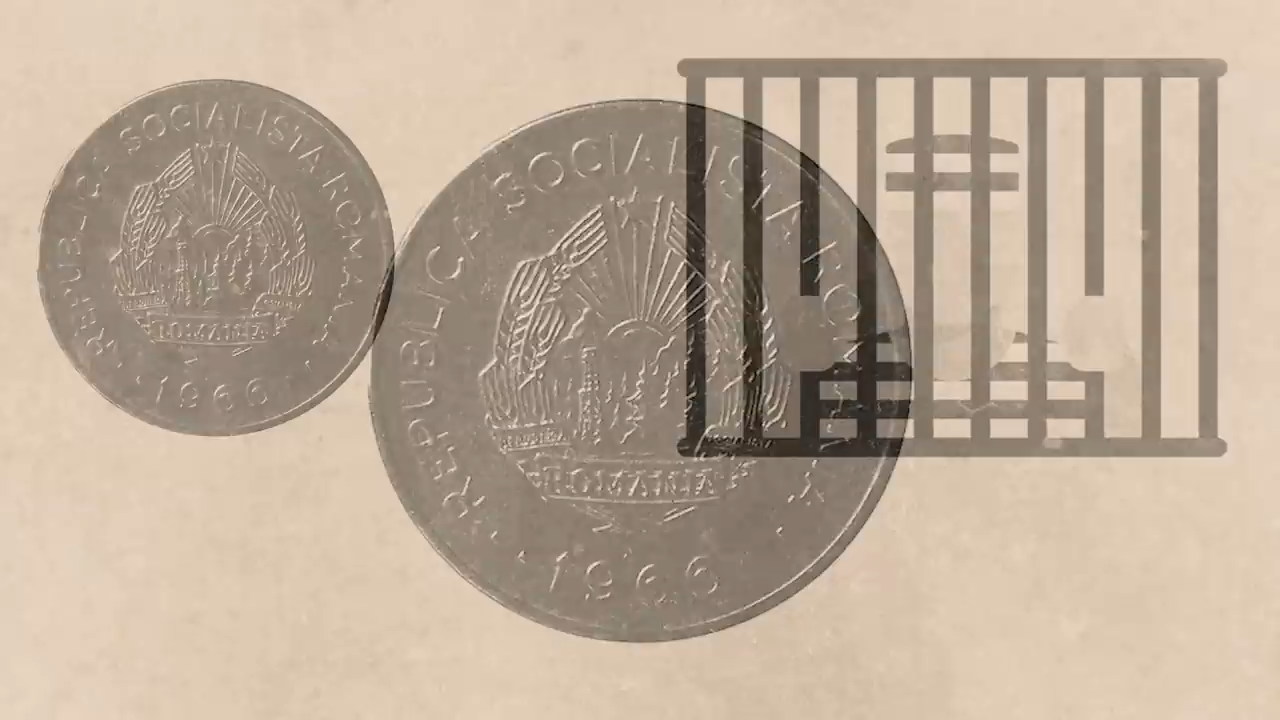 REPUBLICA SOCIALISTA ROMANIA
ROMANIA
1966
REPUBLICA SOCIALISTA ROMANIA
ROMANIA
· 1966 ·